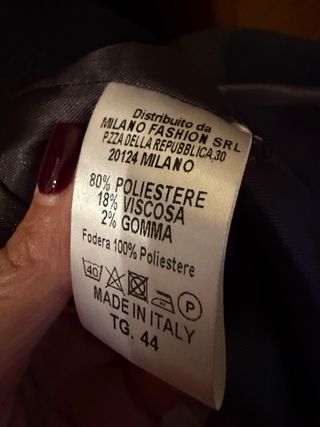 Distribuito da
MILANO FASHION SRL
PZZA DELLA REPUBBLICA,30
20124 MILANO
80% POLIESTERE
18% VISCOSA
2% GOMMA
Fodera 100% Poliestere
40 P
MADE IN ITALY
TG. 44